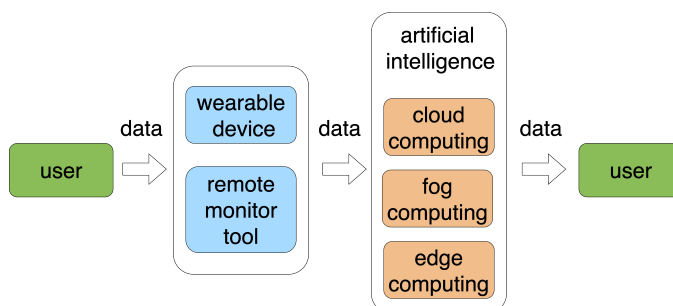 user
data
wearable
device
remote
monitor
tool
data
artificial
intelligence
cloud
computing
fog
computing
edge
computing
data
user